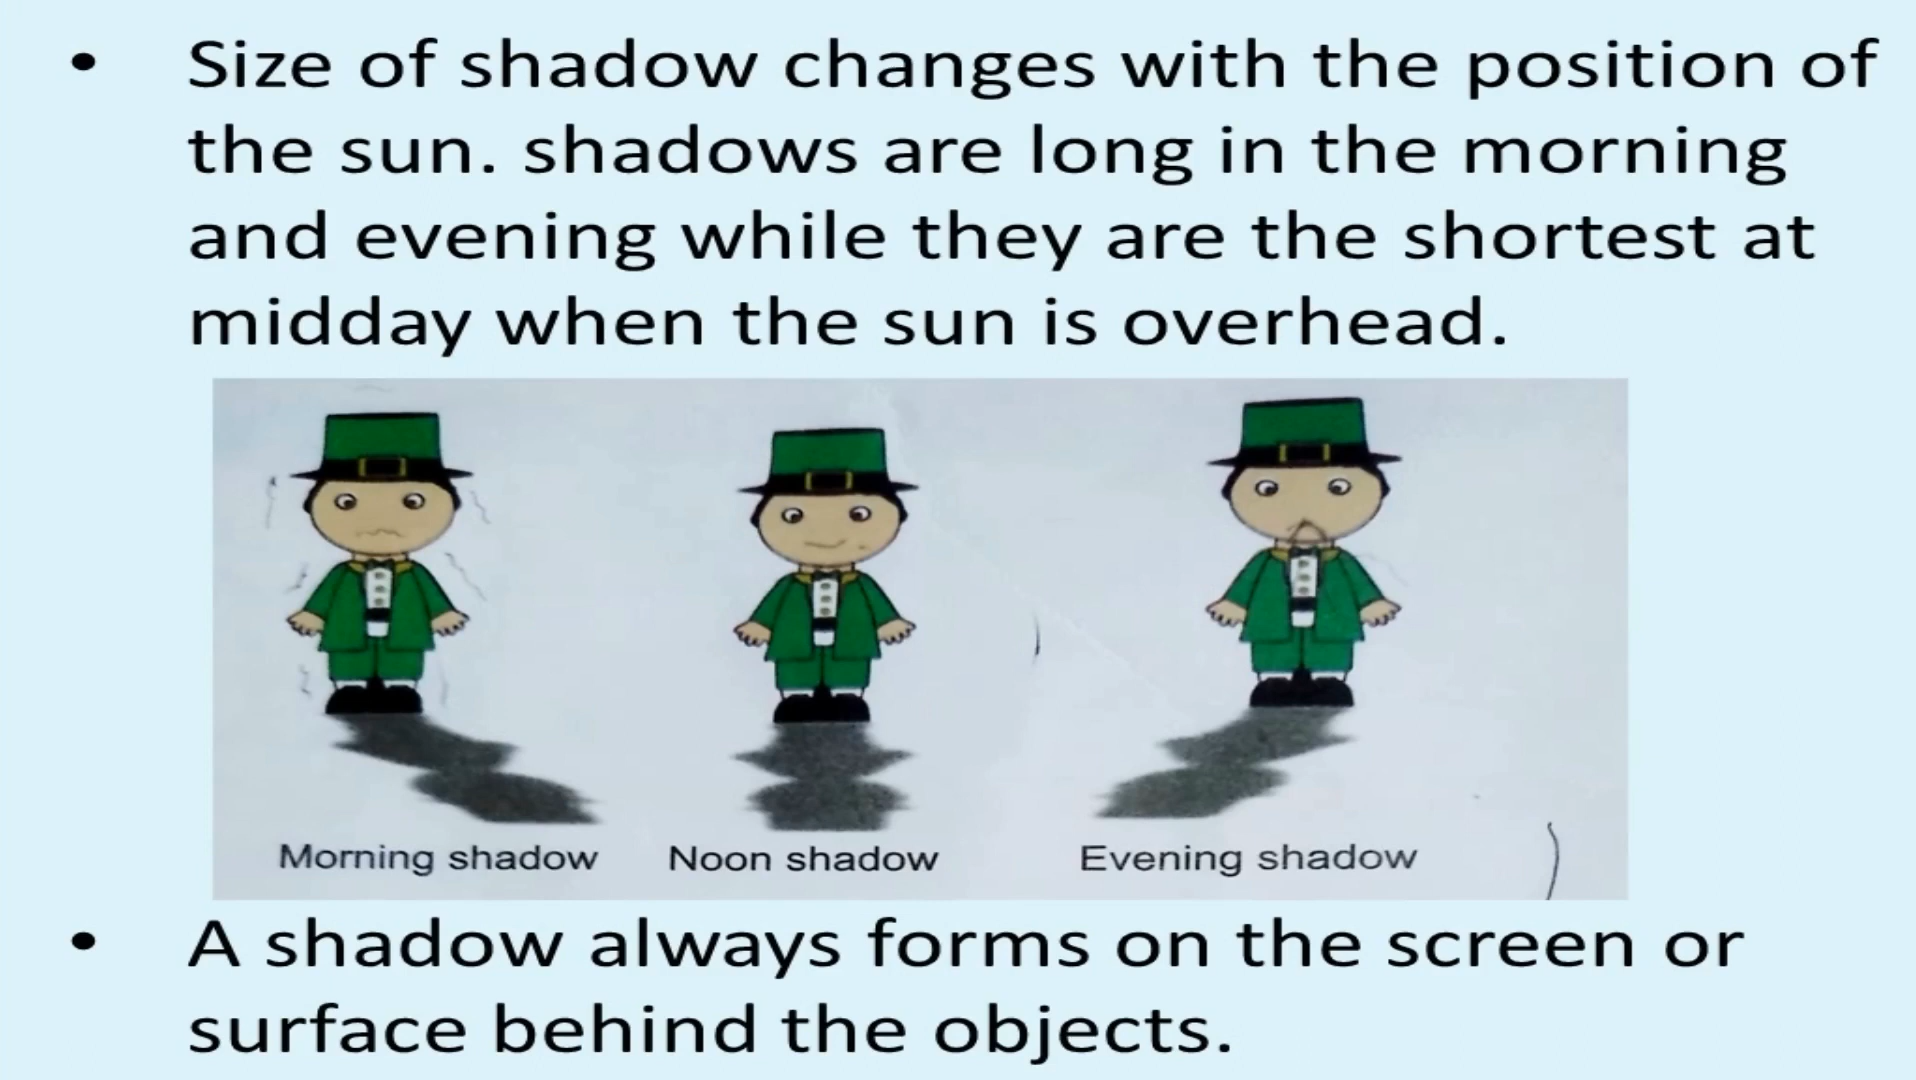 • Size of shadow changes with the position of
the sun. shadows are long in the morning
and evening while they are the shortest at
midday when the sun is overhead.
Morning shadow
Noon shadow
Evening shadow
• A shadow always forms on the screen or
surface behind the objects.